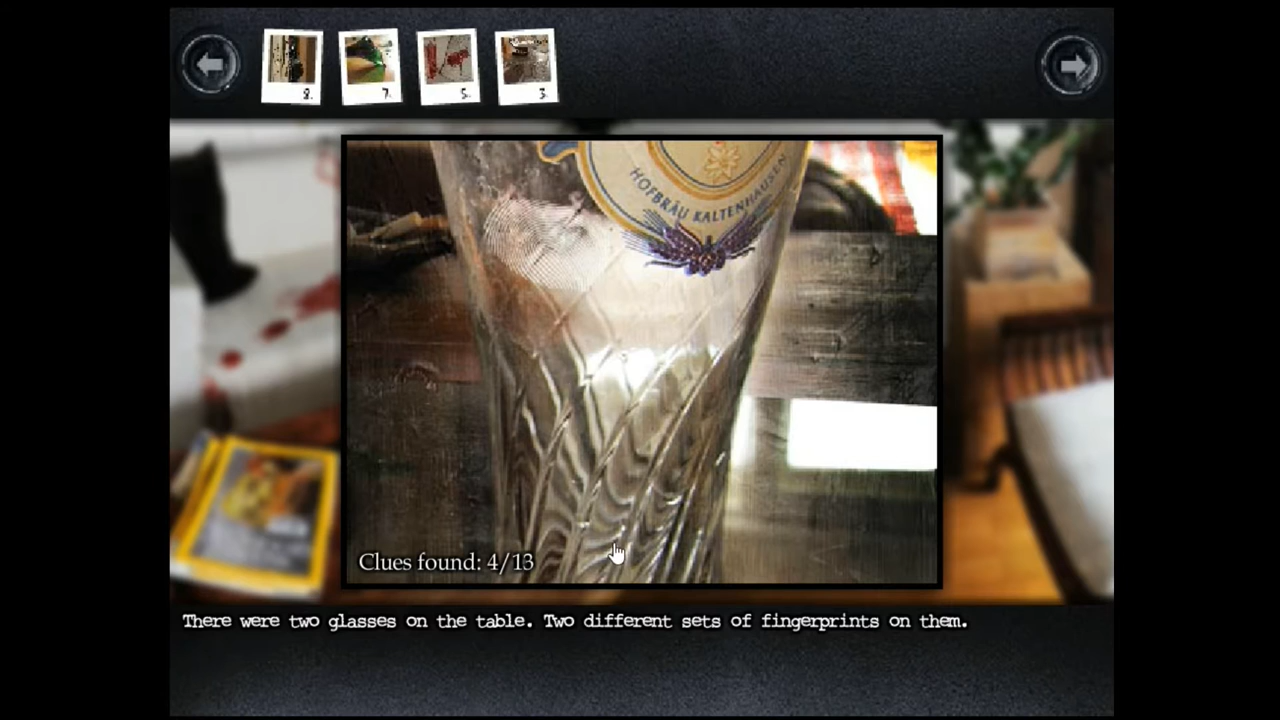 8.
7.
5.
3.
HOFBRÄU KALTENHAUSEN
Clues found: 4/13
There were two glasses on the table. Two different sets of fingerprints on them.